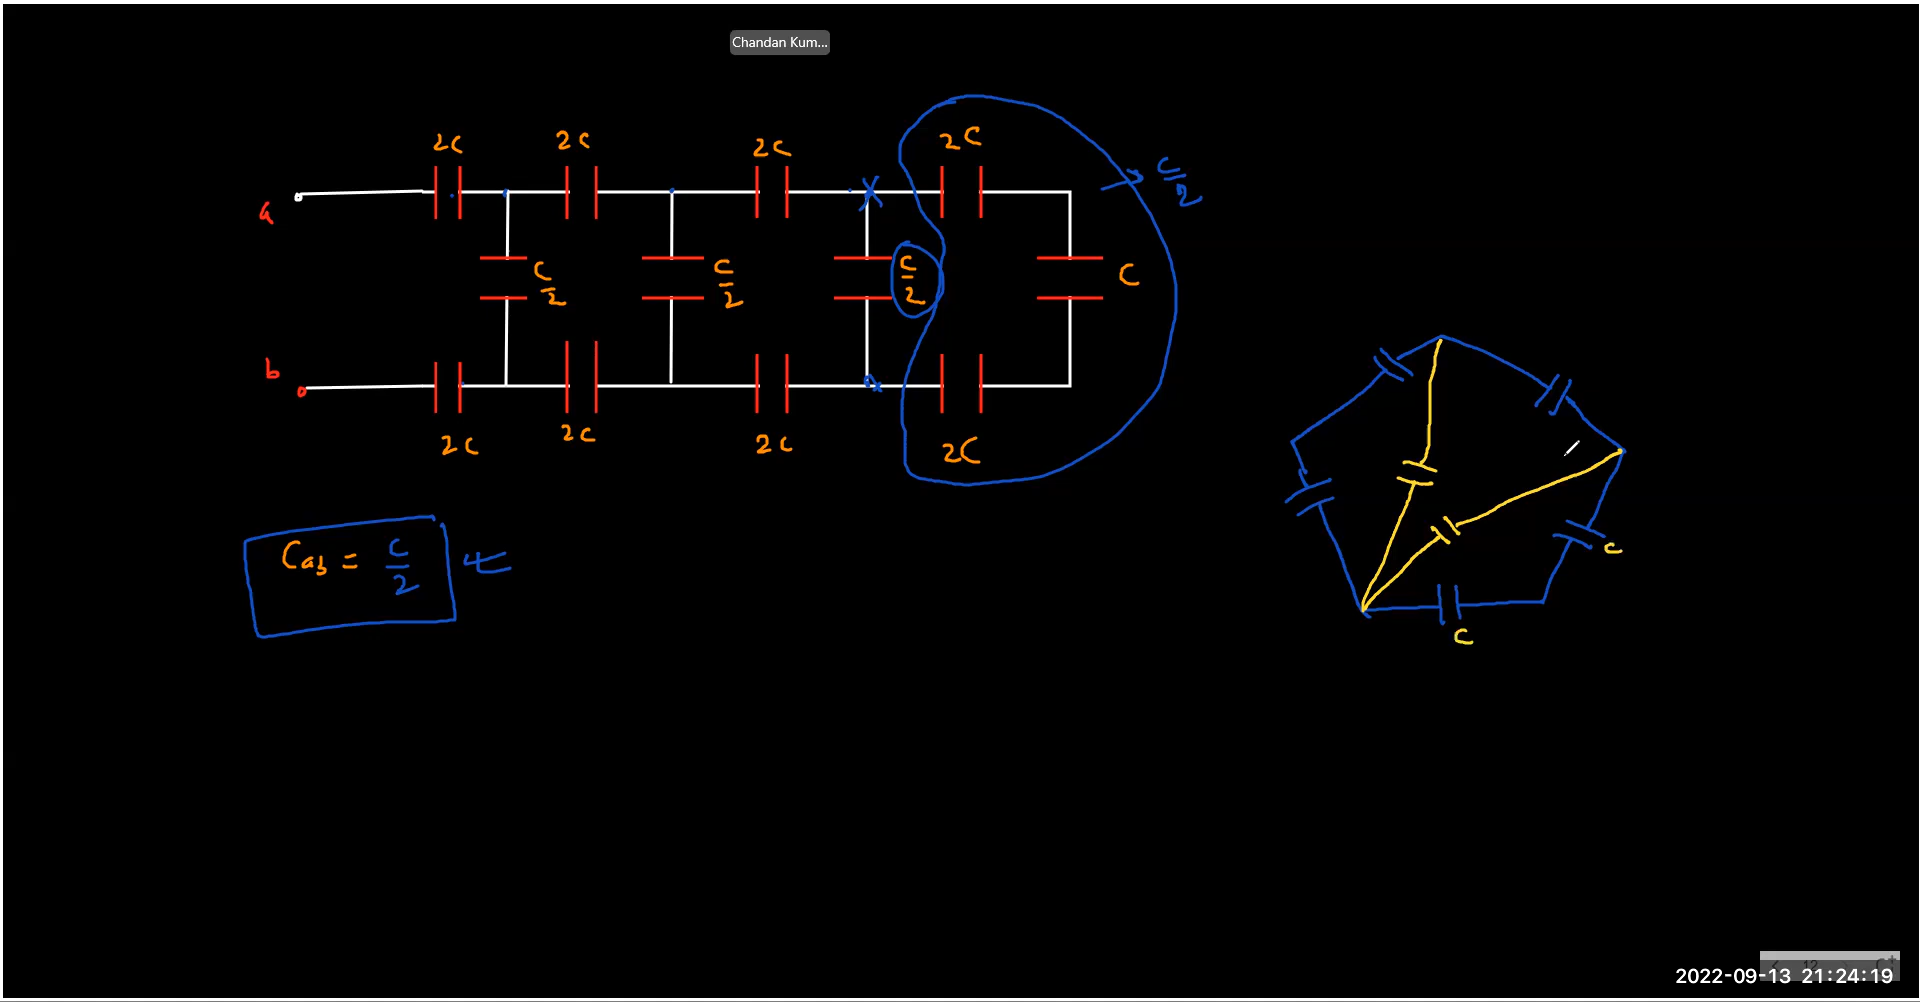 Chandan Kum...
2C 2C 2C 2C
C/2
a
C/2 C/2 C/2 C
b
2C 2C 2C 2C
Cab = C/2
C
C
2022-09-13 21:24:19